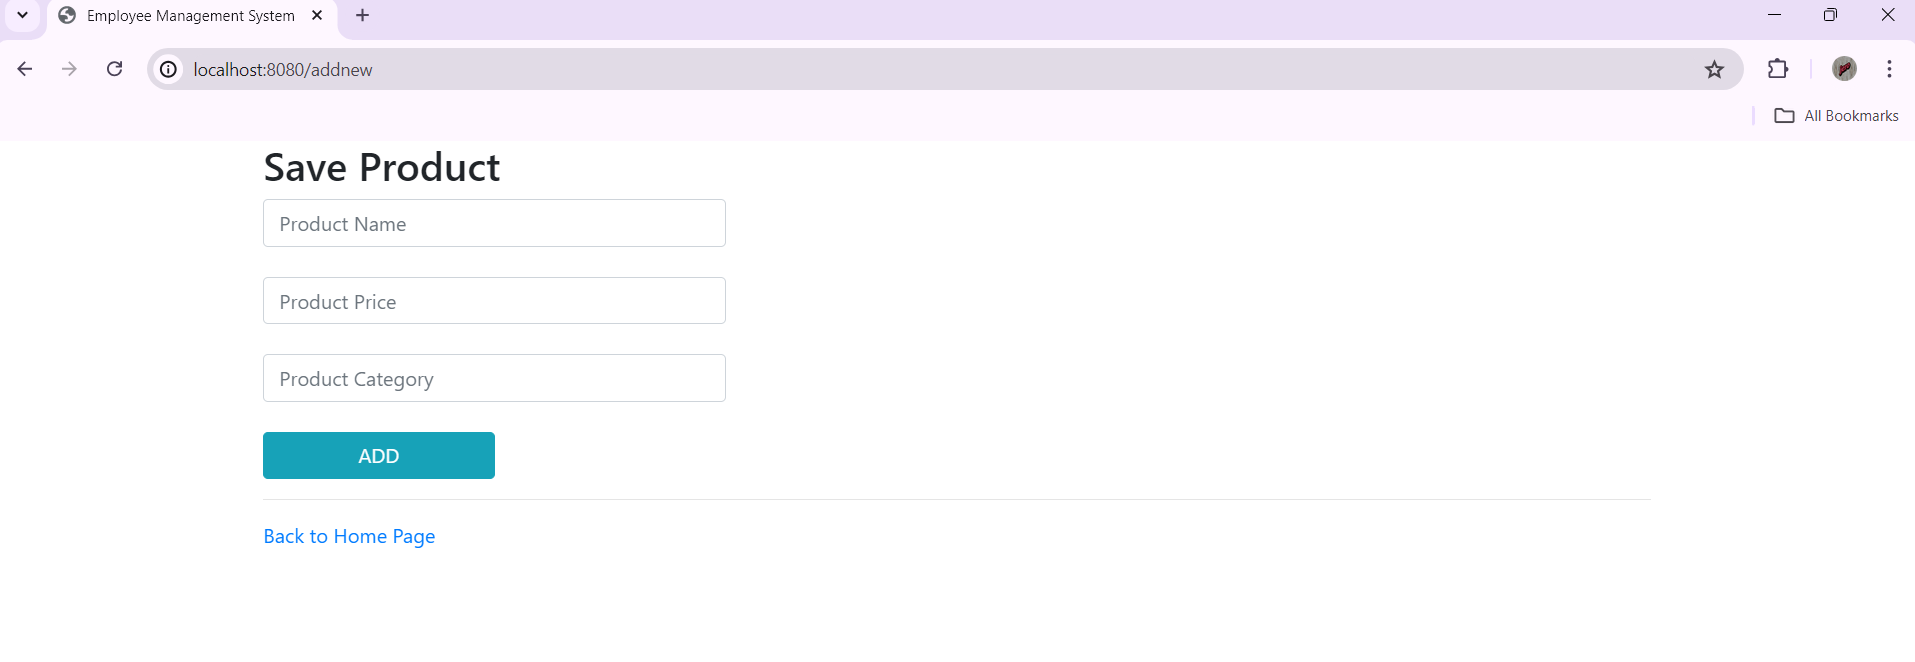 Employee Management System
localhost:8080/addnew
All Bookmarks
Save Product
Product Name
Product Price
Product Category
ADD
Back to Home Page